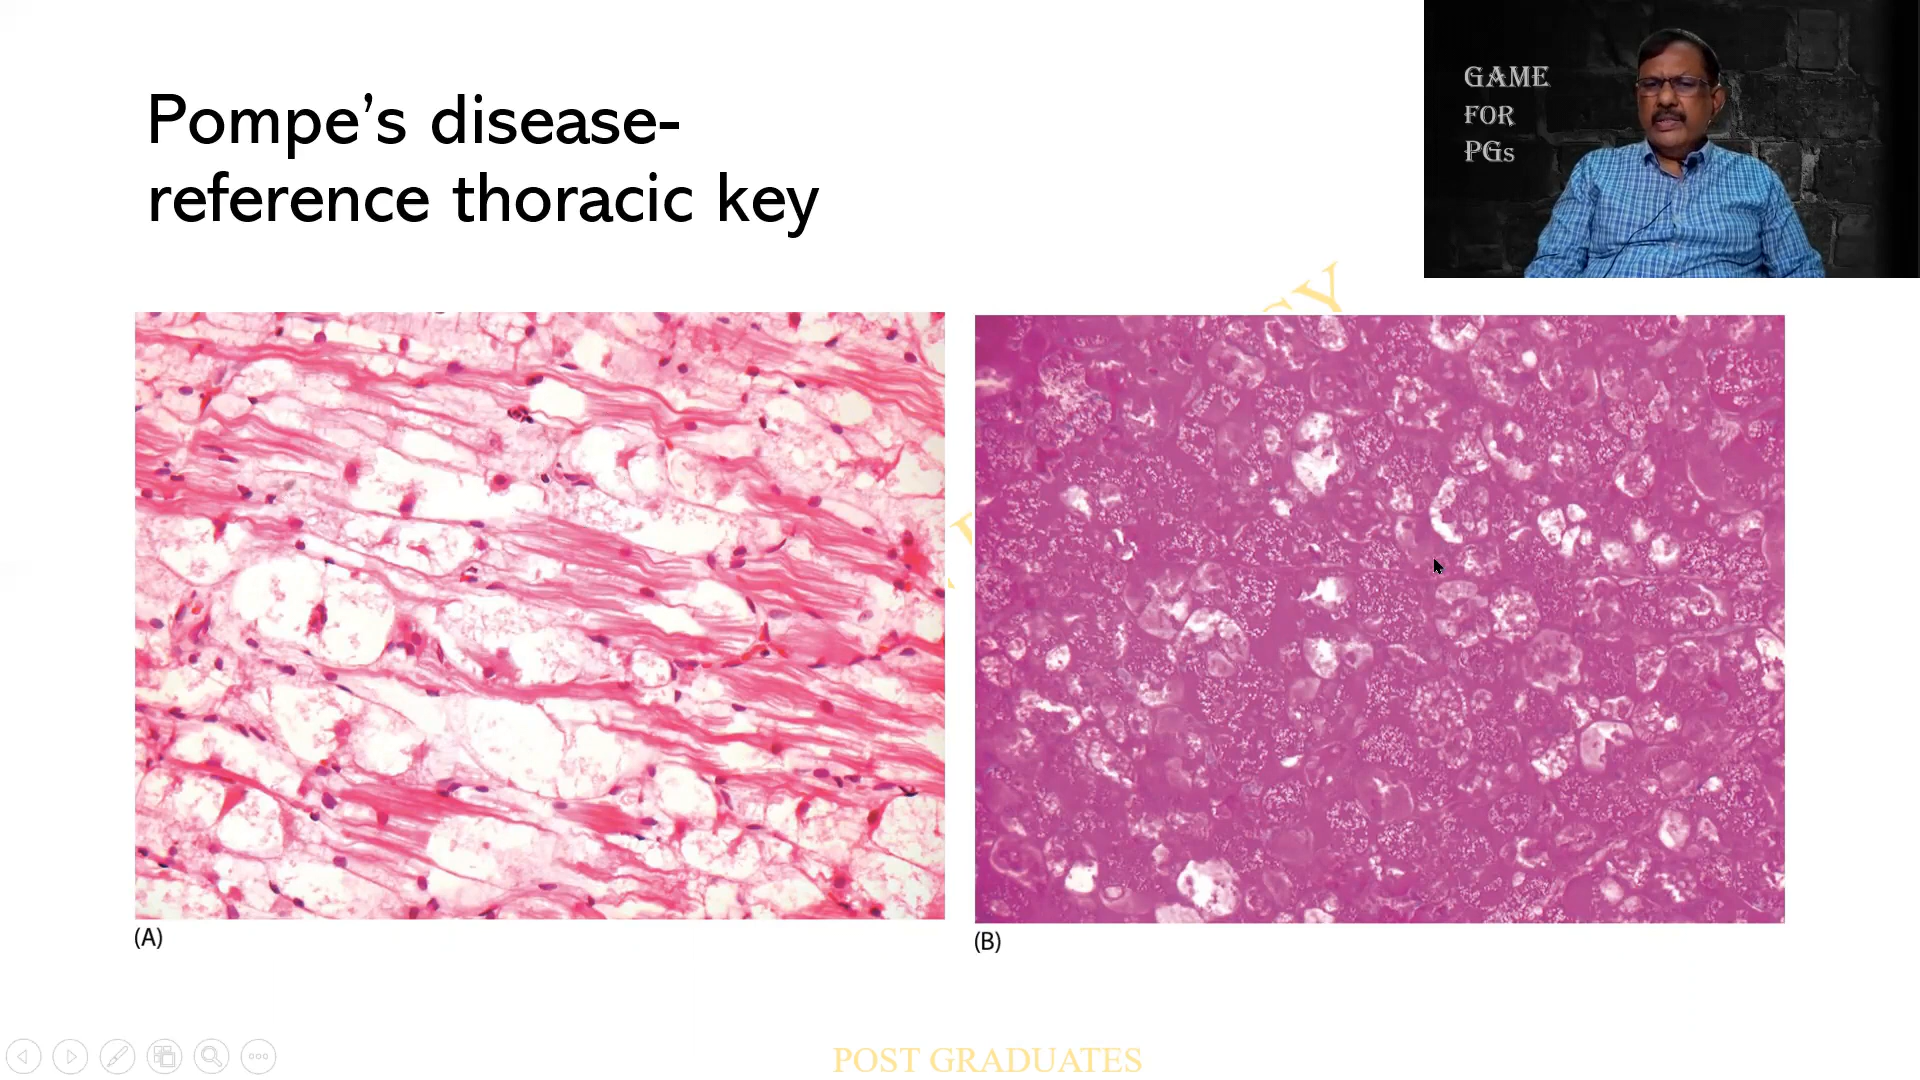 Pompe’s disease-
reference thoracic key
GAME
FOR
PGs
(A)
(B)
POST GRADUATES